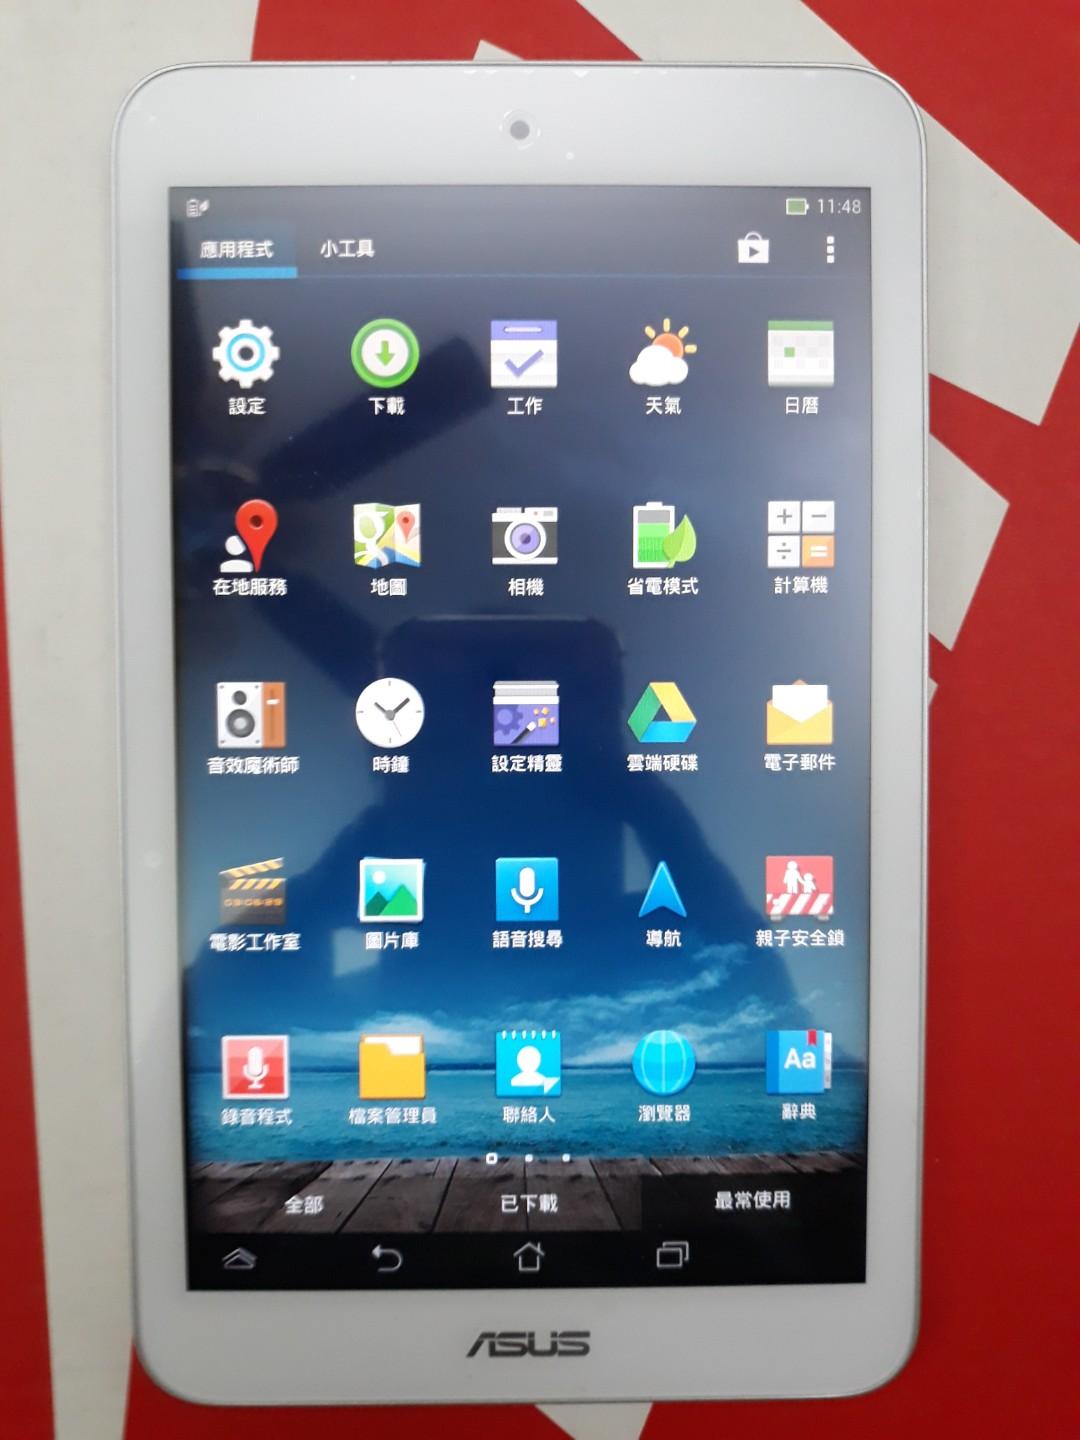 11:48
應用程式 小工具
設定 下載 工作 天氣 日曆
在地服務 地圖 相機 省電模式 計算機
音效魔術師 時鐘 設定精靈 雲端硬碟 電子郵件
電影工作室 圖片庫 語音搜尋 導航 親子安全鎖
Aa
錄音程式 檔案管理員 聯絡人 瀏覽器 辭典
全部 已下載 最常使用
ASUS